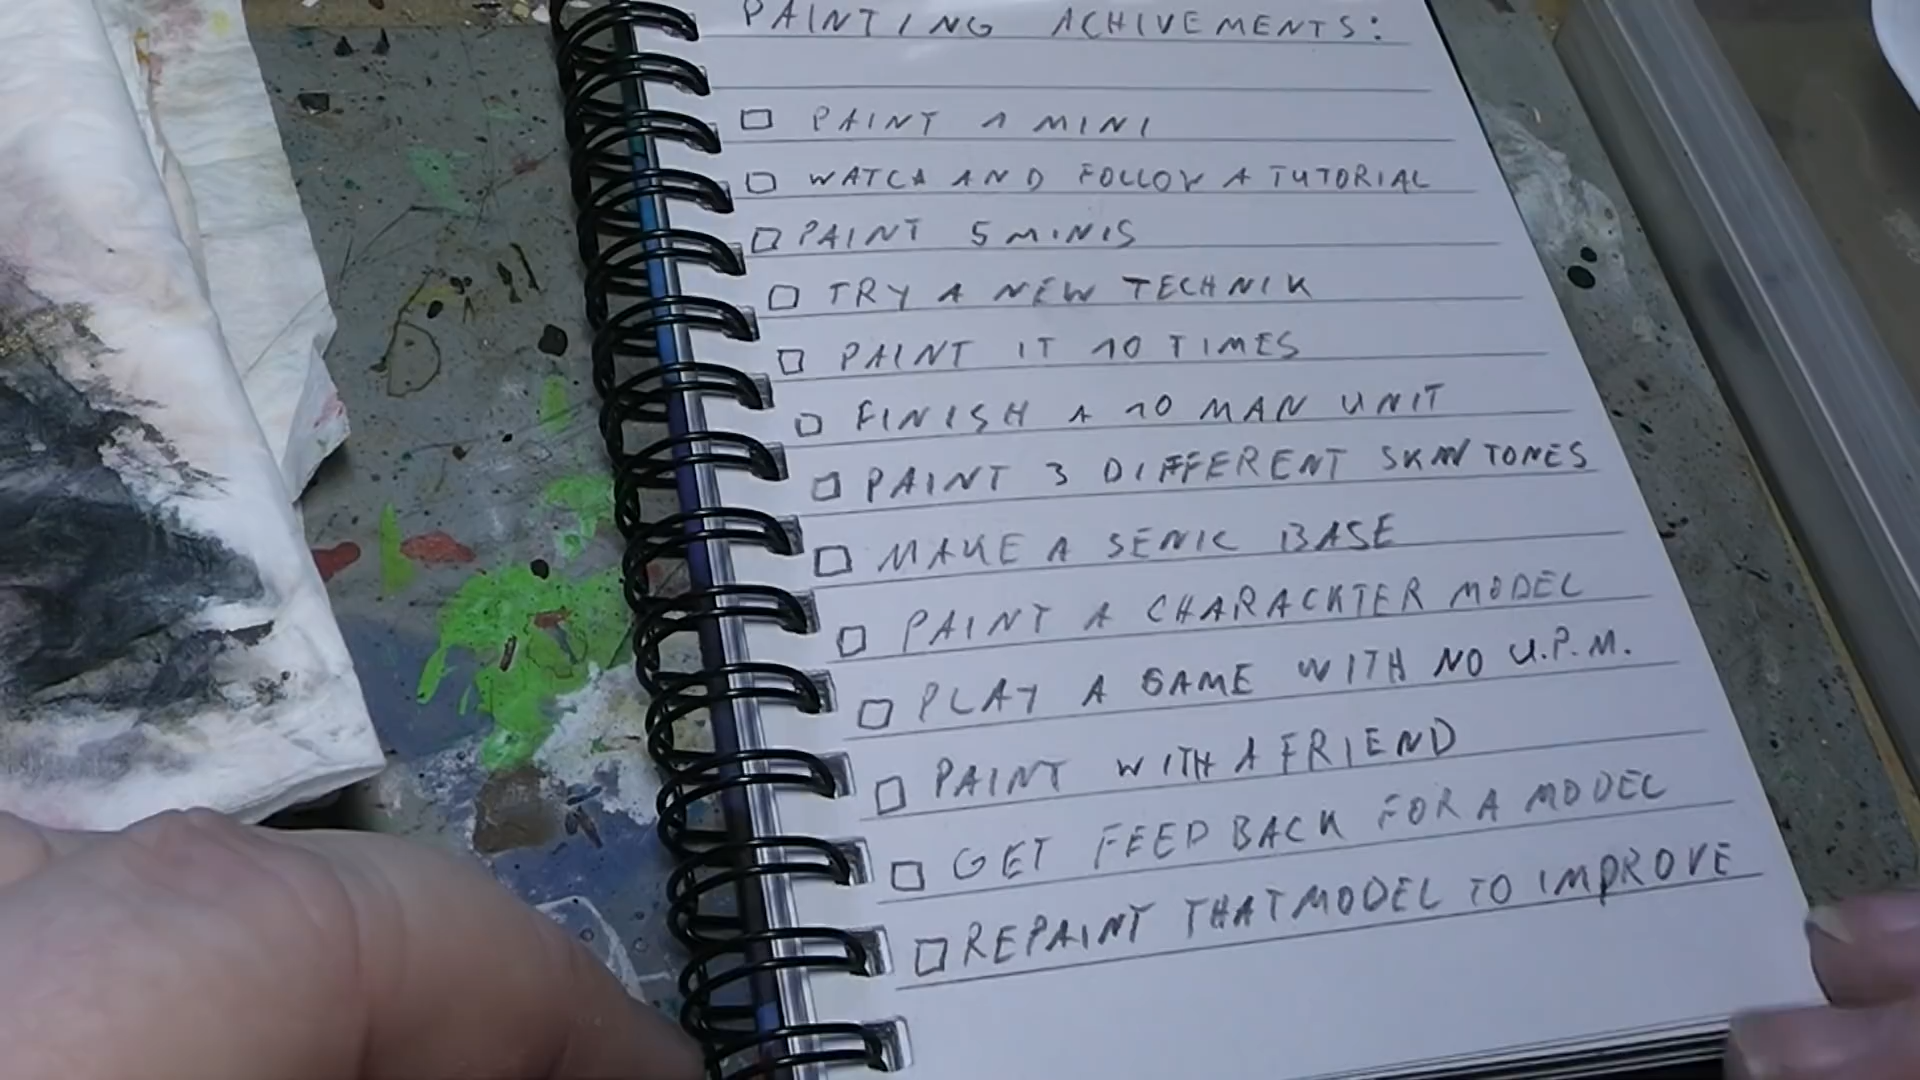 PAINTING ACHIVEMENTS:
PAINT A MINI
WATCH AND FOLLOW A TUTORIAL
PAINT 5 MINIS
TRY A NEW TECHNIK
PAINT IT 10 TIMES
FINISH A 10 MAN UNIT
PAINT 3 DIFFERENT SKIN TONES
MAKE A SENIC BASE
PAINT A CHARACKTER MODEL
PLAY A GAME WITH NO U.P.M.
PAINT WITH A FRIEND
GET FEEDBACK FOR A MODEL
REPAINT THAT MODEL TO IMPROVE